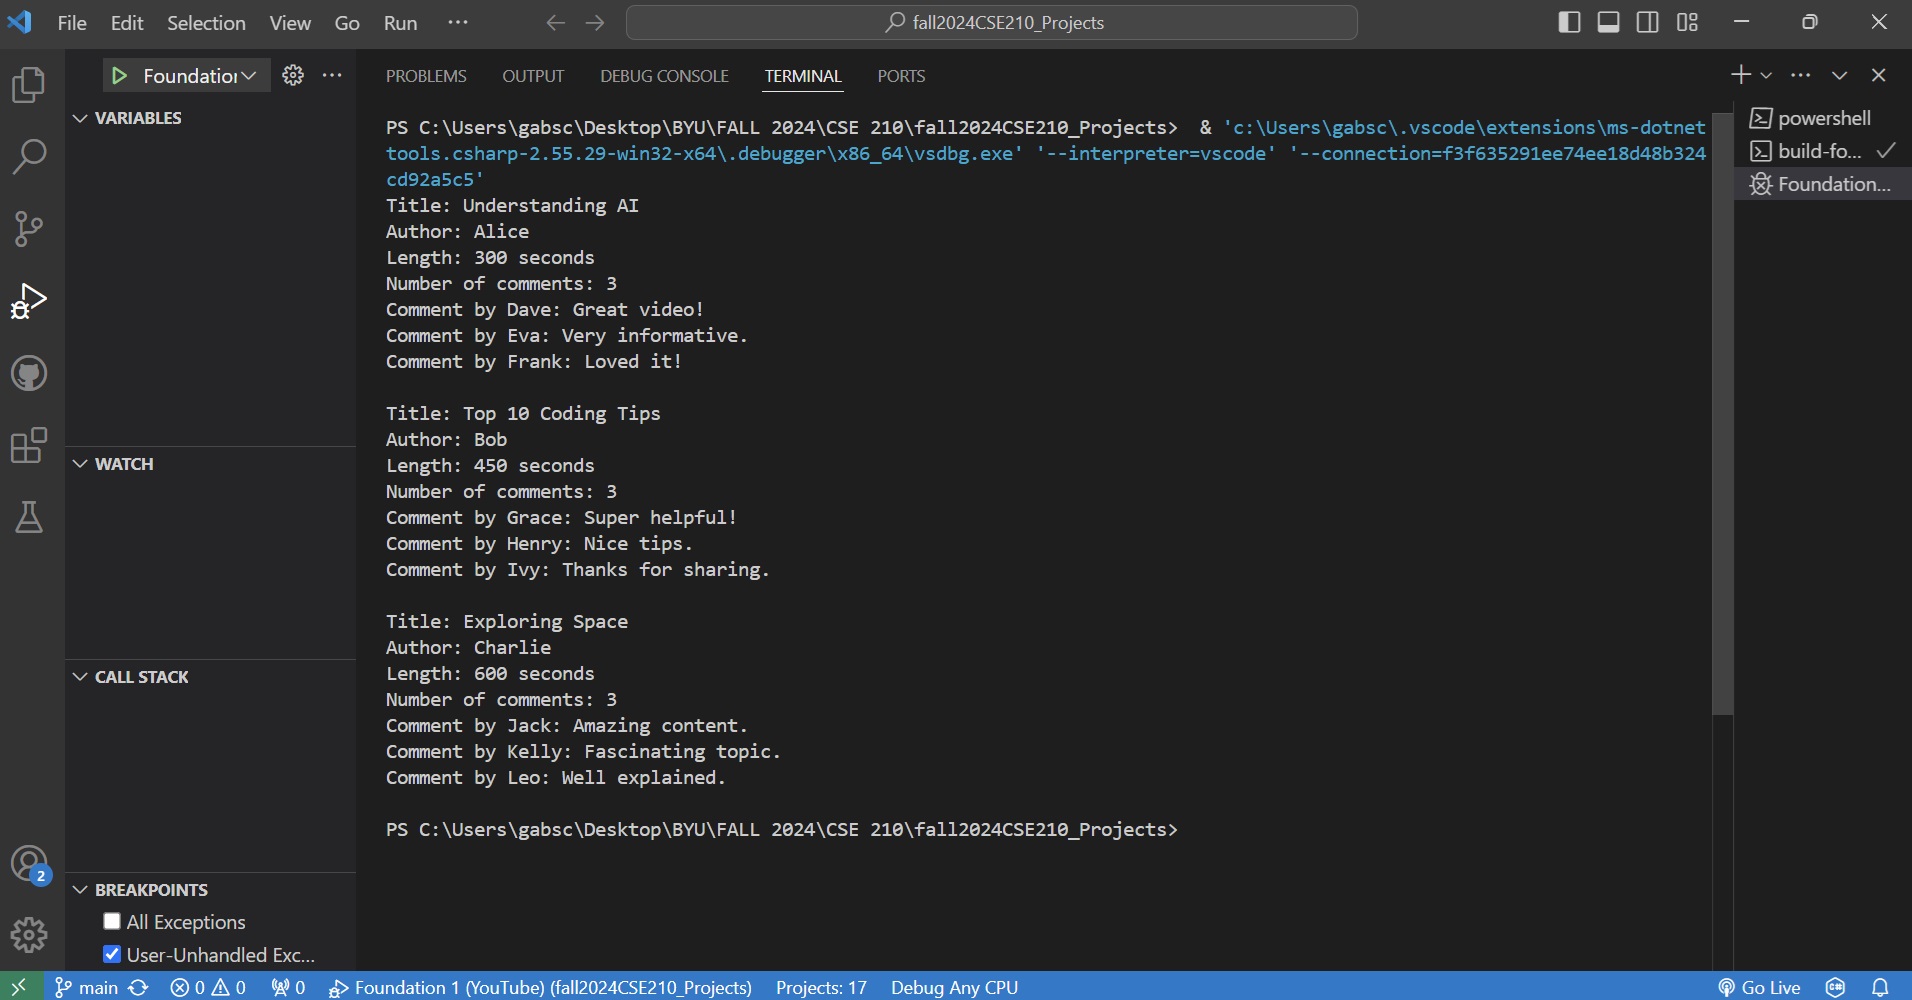 File Edit Selection View Go Run ···
fall2024CSE210_Projects
Foundation
VARIABLES
WATCH
CALL STACK
BREAKPOINTS
All Exceptions
User-Unhandled Exc...
2
PROBLEMS OUTPUT DEBUG CONSOLE TERMINAL PORTS
PS C:\Users\gabsc\Desktop\BYU\FALL 2024\CSE 210\fall2024CSE210_Projects>  & 'c:\Users\gabsc\.vscode\extensions\ms-dotnet
tools.csharp-2.55.29-win32-x64\.debugger\x86_64\vsdbg.exe' '--interpreter=vscode' '--connection=f3f635291ee74ee18d48b324
cd92a5c5'
Title: Understanding AI
Author: Alice
Length: 300 seconds
Number of comments: 3
Comment by Dave: Great video!
Comment by Eva: Very informative.
Comment by Frank: Loved it!
Title: Top 10 Coding Tips
Author: Bob
Length: 450 seconds
Number of comments: 3
Comment by Grace: Super helpful!
Comment by Henry: Nice tips.
Comment by Ivy: Thanks for sharing.
Title: Exploring Space
Author: Charlie
Length: 600 seconds
Number of comments: 3
Comment by Jack: Amazing content.
Comment by Kelly: Fascinating topic.
Comment by Leo: Well explained.
PS C:\Users\gabsc\Desktop\BYU\FALL 2024\CSE 210\fall2024CSE210_Projects>
powershell
build-fo...
Foundation...
main 0 0 0 Foundation 1 (YouTube) (fall2024CSE210_Projects) Projects: 17 Debug Any CPU Go Live